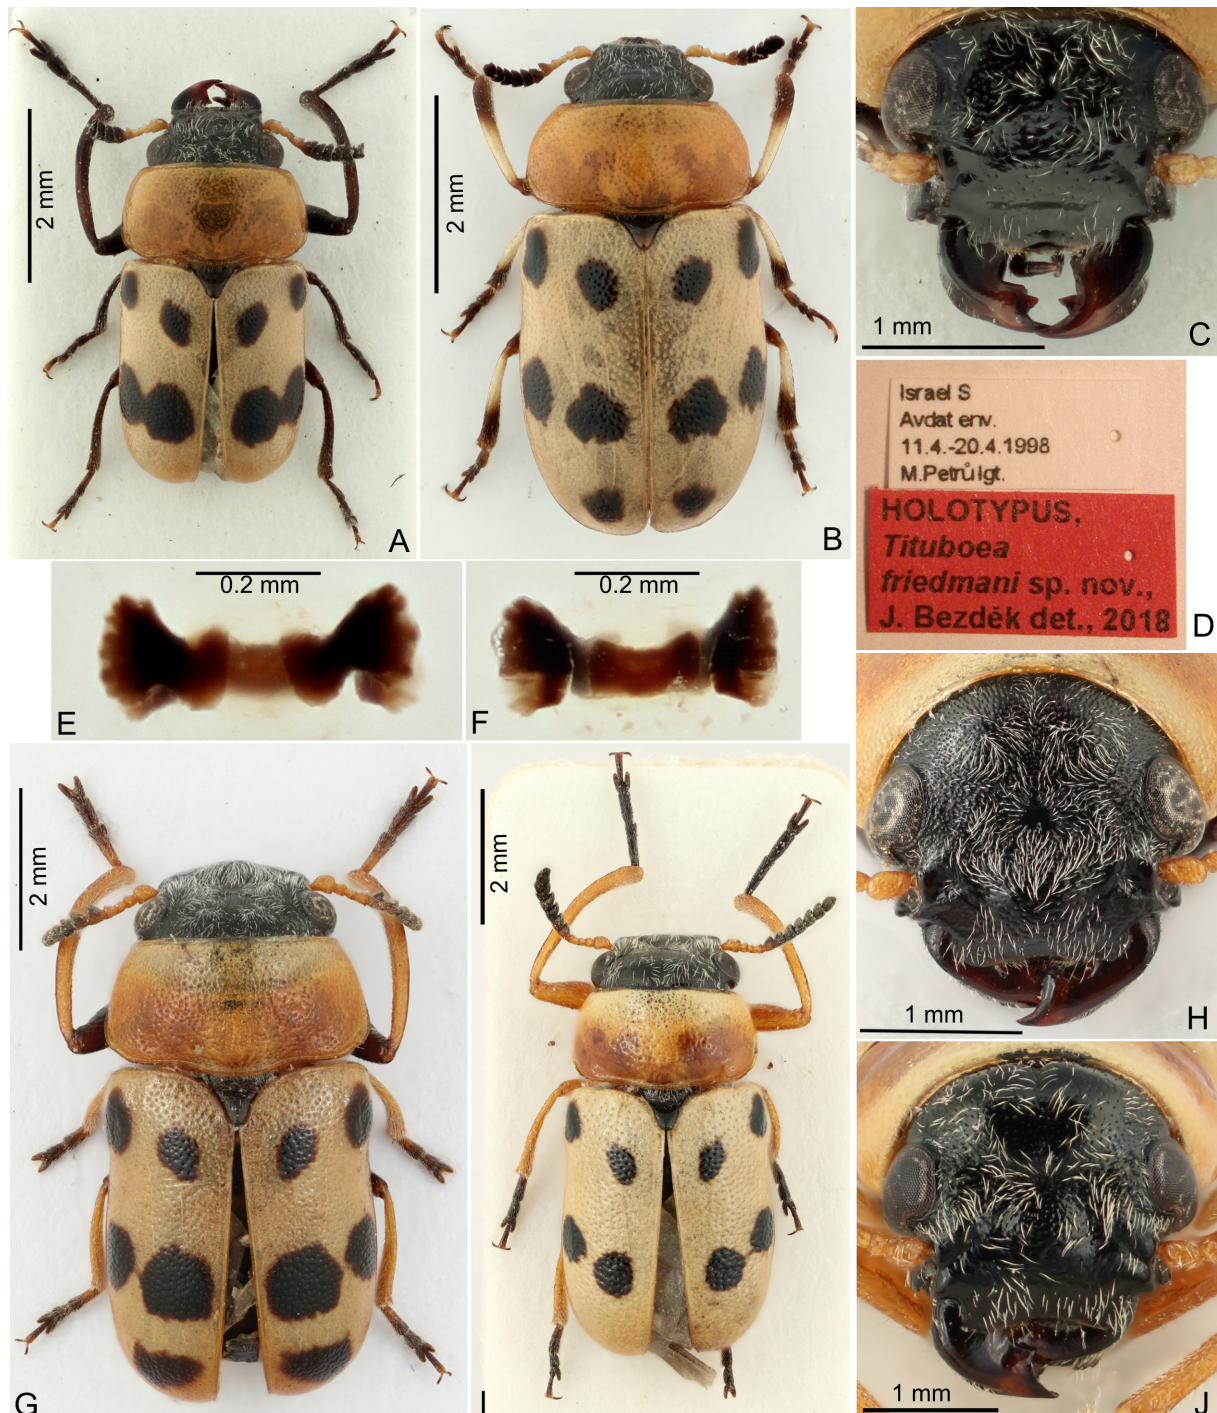 2 mm
A
2 mm
B
1 mm
C
Israel S
Avdat env.
11.4.-20.4.1998
M.Petrů lgt.
HOLOTYPUS,
Tituboea
friedmani sp. nov.,
J. Bezděk det., 2018
D
0.2 mm
E
0.2 mm
F
2 mm
G
2 mm
I
1 mm
H
1 mm
J